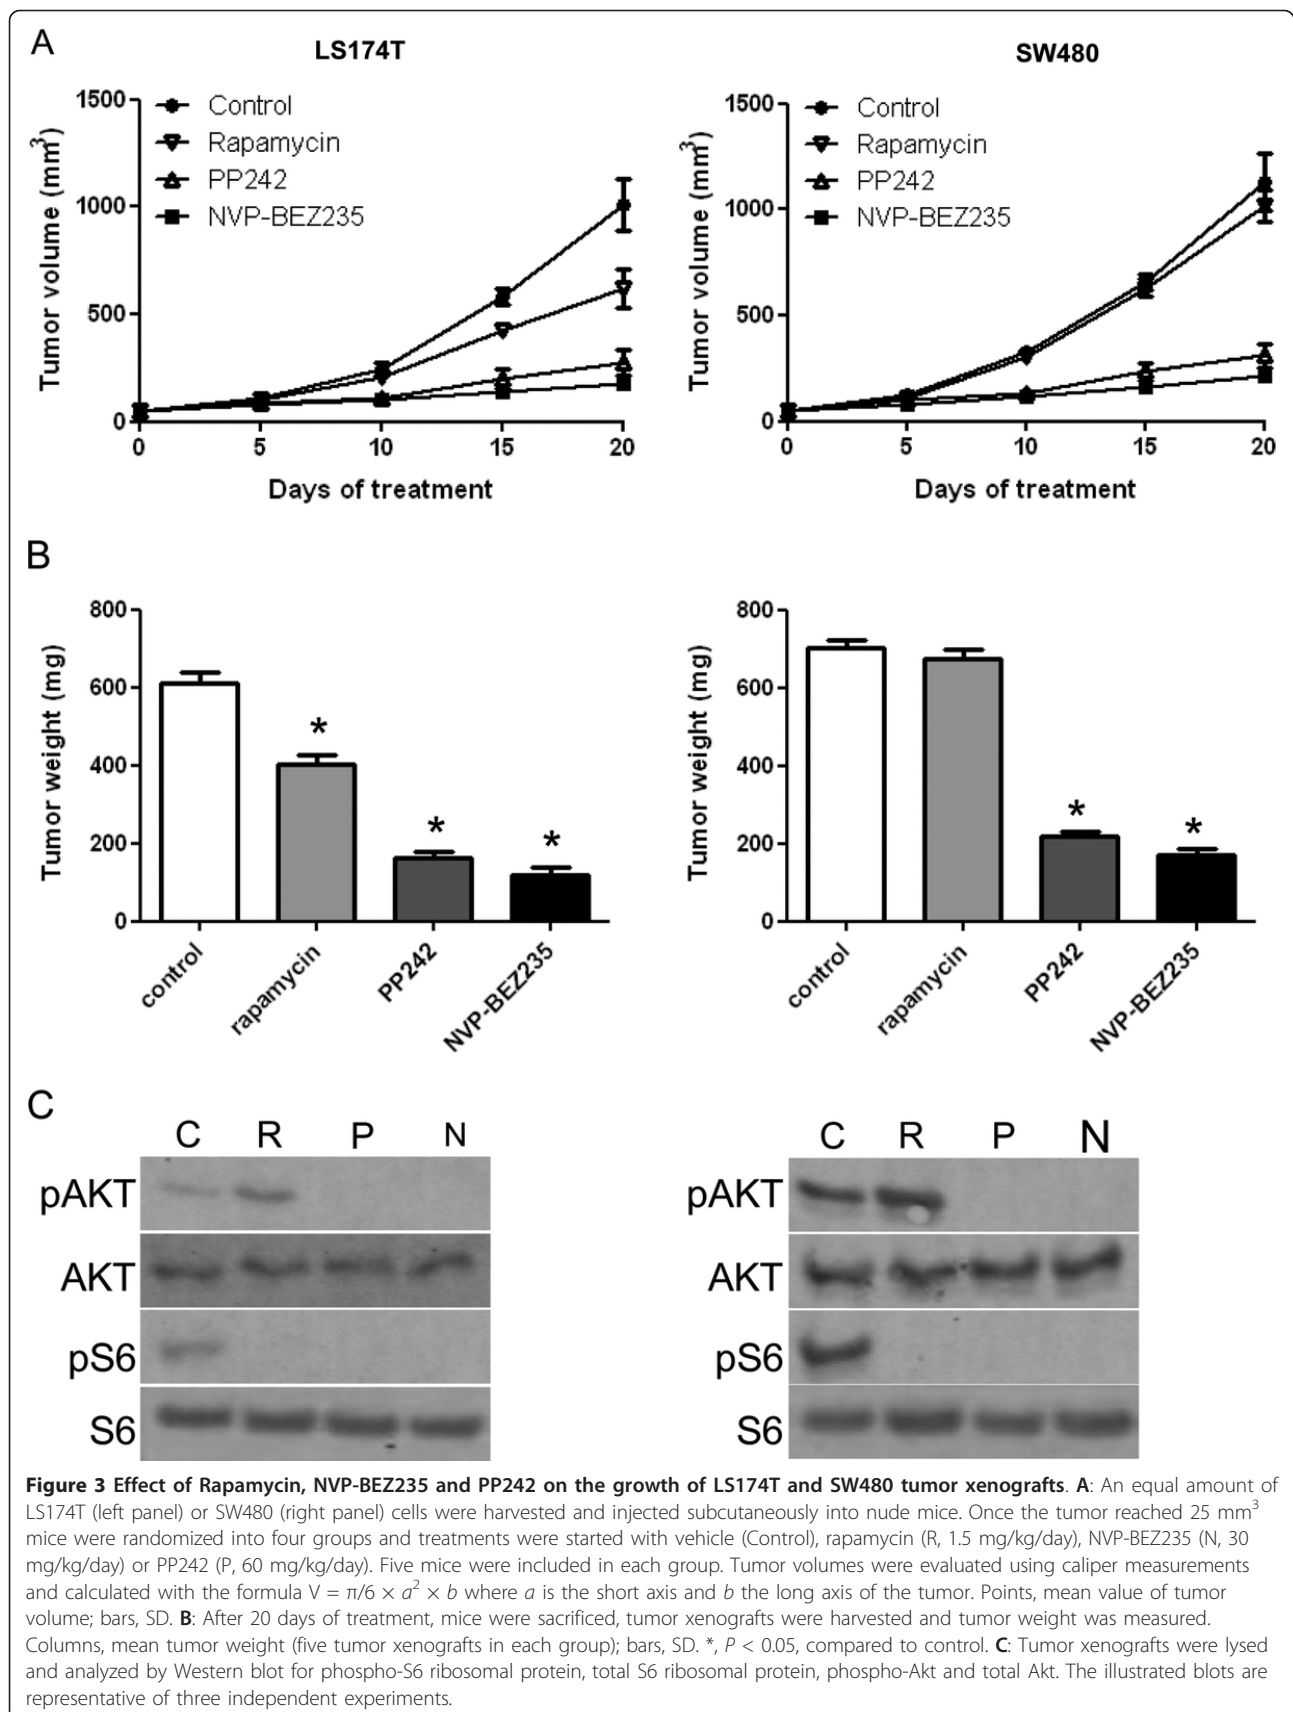 A
LS174T
SW480
Tumor volume (mm³)
1500
1000
500
0
Control
Rapamycin
PP242
NVP-BEZ235
0 5 10 15 20
Days of treatment
Tumor volume (mm³)
1500
1000
500
0
Control
Rapamycin
PP242
NVP-BEZ235
0 5 10 15 20
Days of treatment
B
Tumor weight (mg)
800
600
400
200
0
* * *
control rapamycin PP242 NVP-BEZ235
Tumor weight (mg)
800
600
400
200
0
* *
control rapamycin PP242 NVP-BEZ235
C
C R P N
pAKT
AKT
pS6
S6
C R P N
pAKT
AKT
pS6
S6
Figure 3 Effect of Rapamycin, NVP-BEZ235 and PP242 on the growth of LS174T and SW480 tumor xenografts. A: An equal amount of
LS174T (left panel) or SW480 (right panel) cells were harvested and injected subcutaneously into nude mice. Once the tumor reached 25 mm³
mice were randomized into four groups and treatments were started with vehicle (Control), rapamycin (R, 1.5 mg/kg/day), NVP-BEZ235 (N, 30
mg/kg/day) or PP242 (P, 60 mg/kg/day). Five mice were included in each group. Tumor volumes were evaluated using caliper measurements
and calculated with the formula V = π/6 × a² × b where a is the short axis and b the long axis of the tumor. Points, mean value of tumor
volume; bars, SD. B: After 20 days of treatment, mice were sacrificed, tumor xenografts were harvested and tumor weight was measured.
Columns, mean tumor weight (five tumor xenografts in each group); bars, SD. *, P < 0.05, compared to control. C: Tumor xenografts were lysed
and analyzed by Western blot for phospho-S6 ribosomal protein, total S6 ribosomal protein, phospho-Akt and total Akt. The illustrated blots are
representative of three independent experiments.